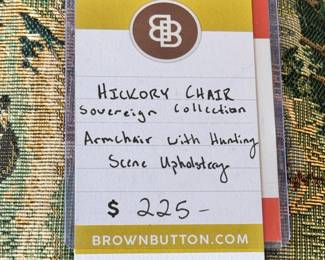 BB
HICKORY CHAIR
Sovereign Collection
Armchair with Hunting
Scene Upholstery
$ 225-
BROWNBUTTON.COM